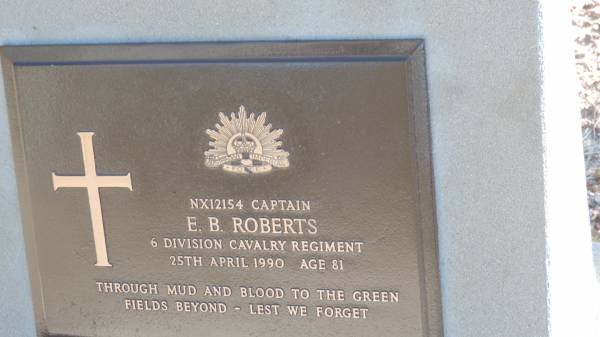 NX12154 CAPTAIN
E. B. ROBERTS
6 DIVISION CAVALRY REGIMENT
25TH APRIL 1990 AGE 81
THROUGH MUD AND BLOOD TO THE GREEN
FIELDS BEYOND - LEST WE FORGET